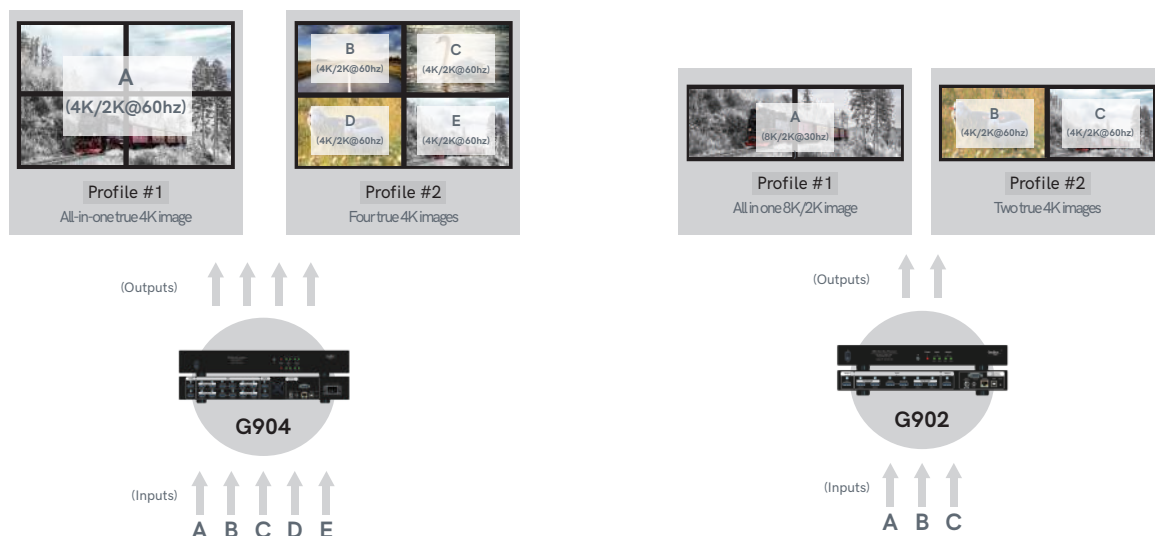 A
(4K/2K@60hz)
B
(4K/2K@60hz)
C
(4K/2K@60hz)
D
(4K/2K@60hz)
E
(4K/2K@60hz)
Profile #1
All-in-one true 4K image
Profile #2
Four true 4K images
(Outputs)
G904
(Inputs)
A B C D E
A
(8K/2K@30hz)
B
(4K/2K@60hz)
C
(4K/2K@60hz)
Profile #1
All in one 8K/2K image
Profile #2
Two true 4K images
(Outputs)
G902
(Inputs)
A B C